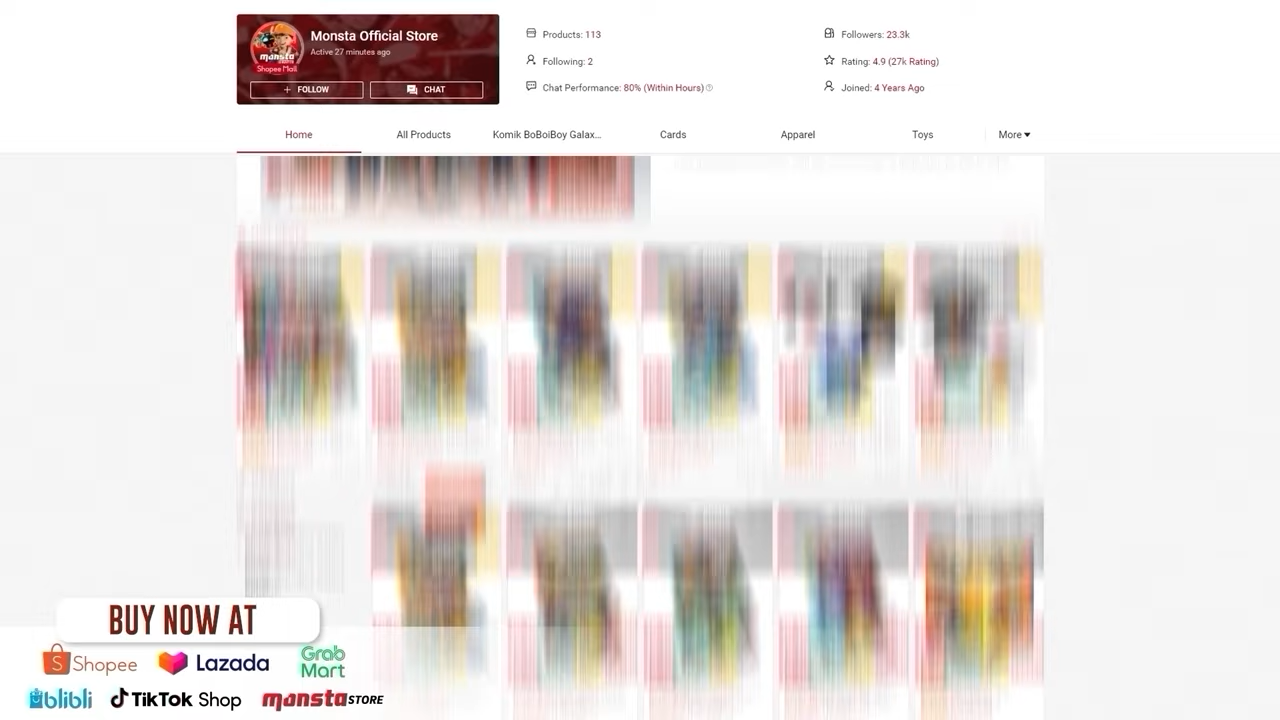 Monsta Official Store
Active 27 minutes ago
monsta
Shopee Mall
+ FOLLOW
CHAT
Products: 113
Following: 2
Chat Performance: 80% (Within Hours)
Followers: 23.3k
Rating: 4.9 (27k Rating)
Joined: 4 Years Ago
Home
All Products
Komik BoBoiBoy Galax...
Cards
Apparel
Toys
More
BUY NOW AT
Shopee
Lazada
Grab
Mart
blibli
TikTok Shop
monsta STORE